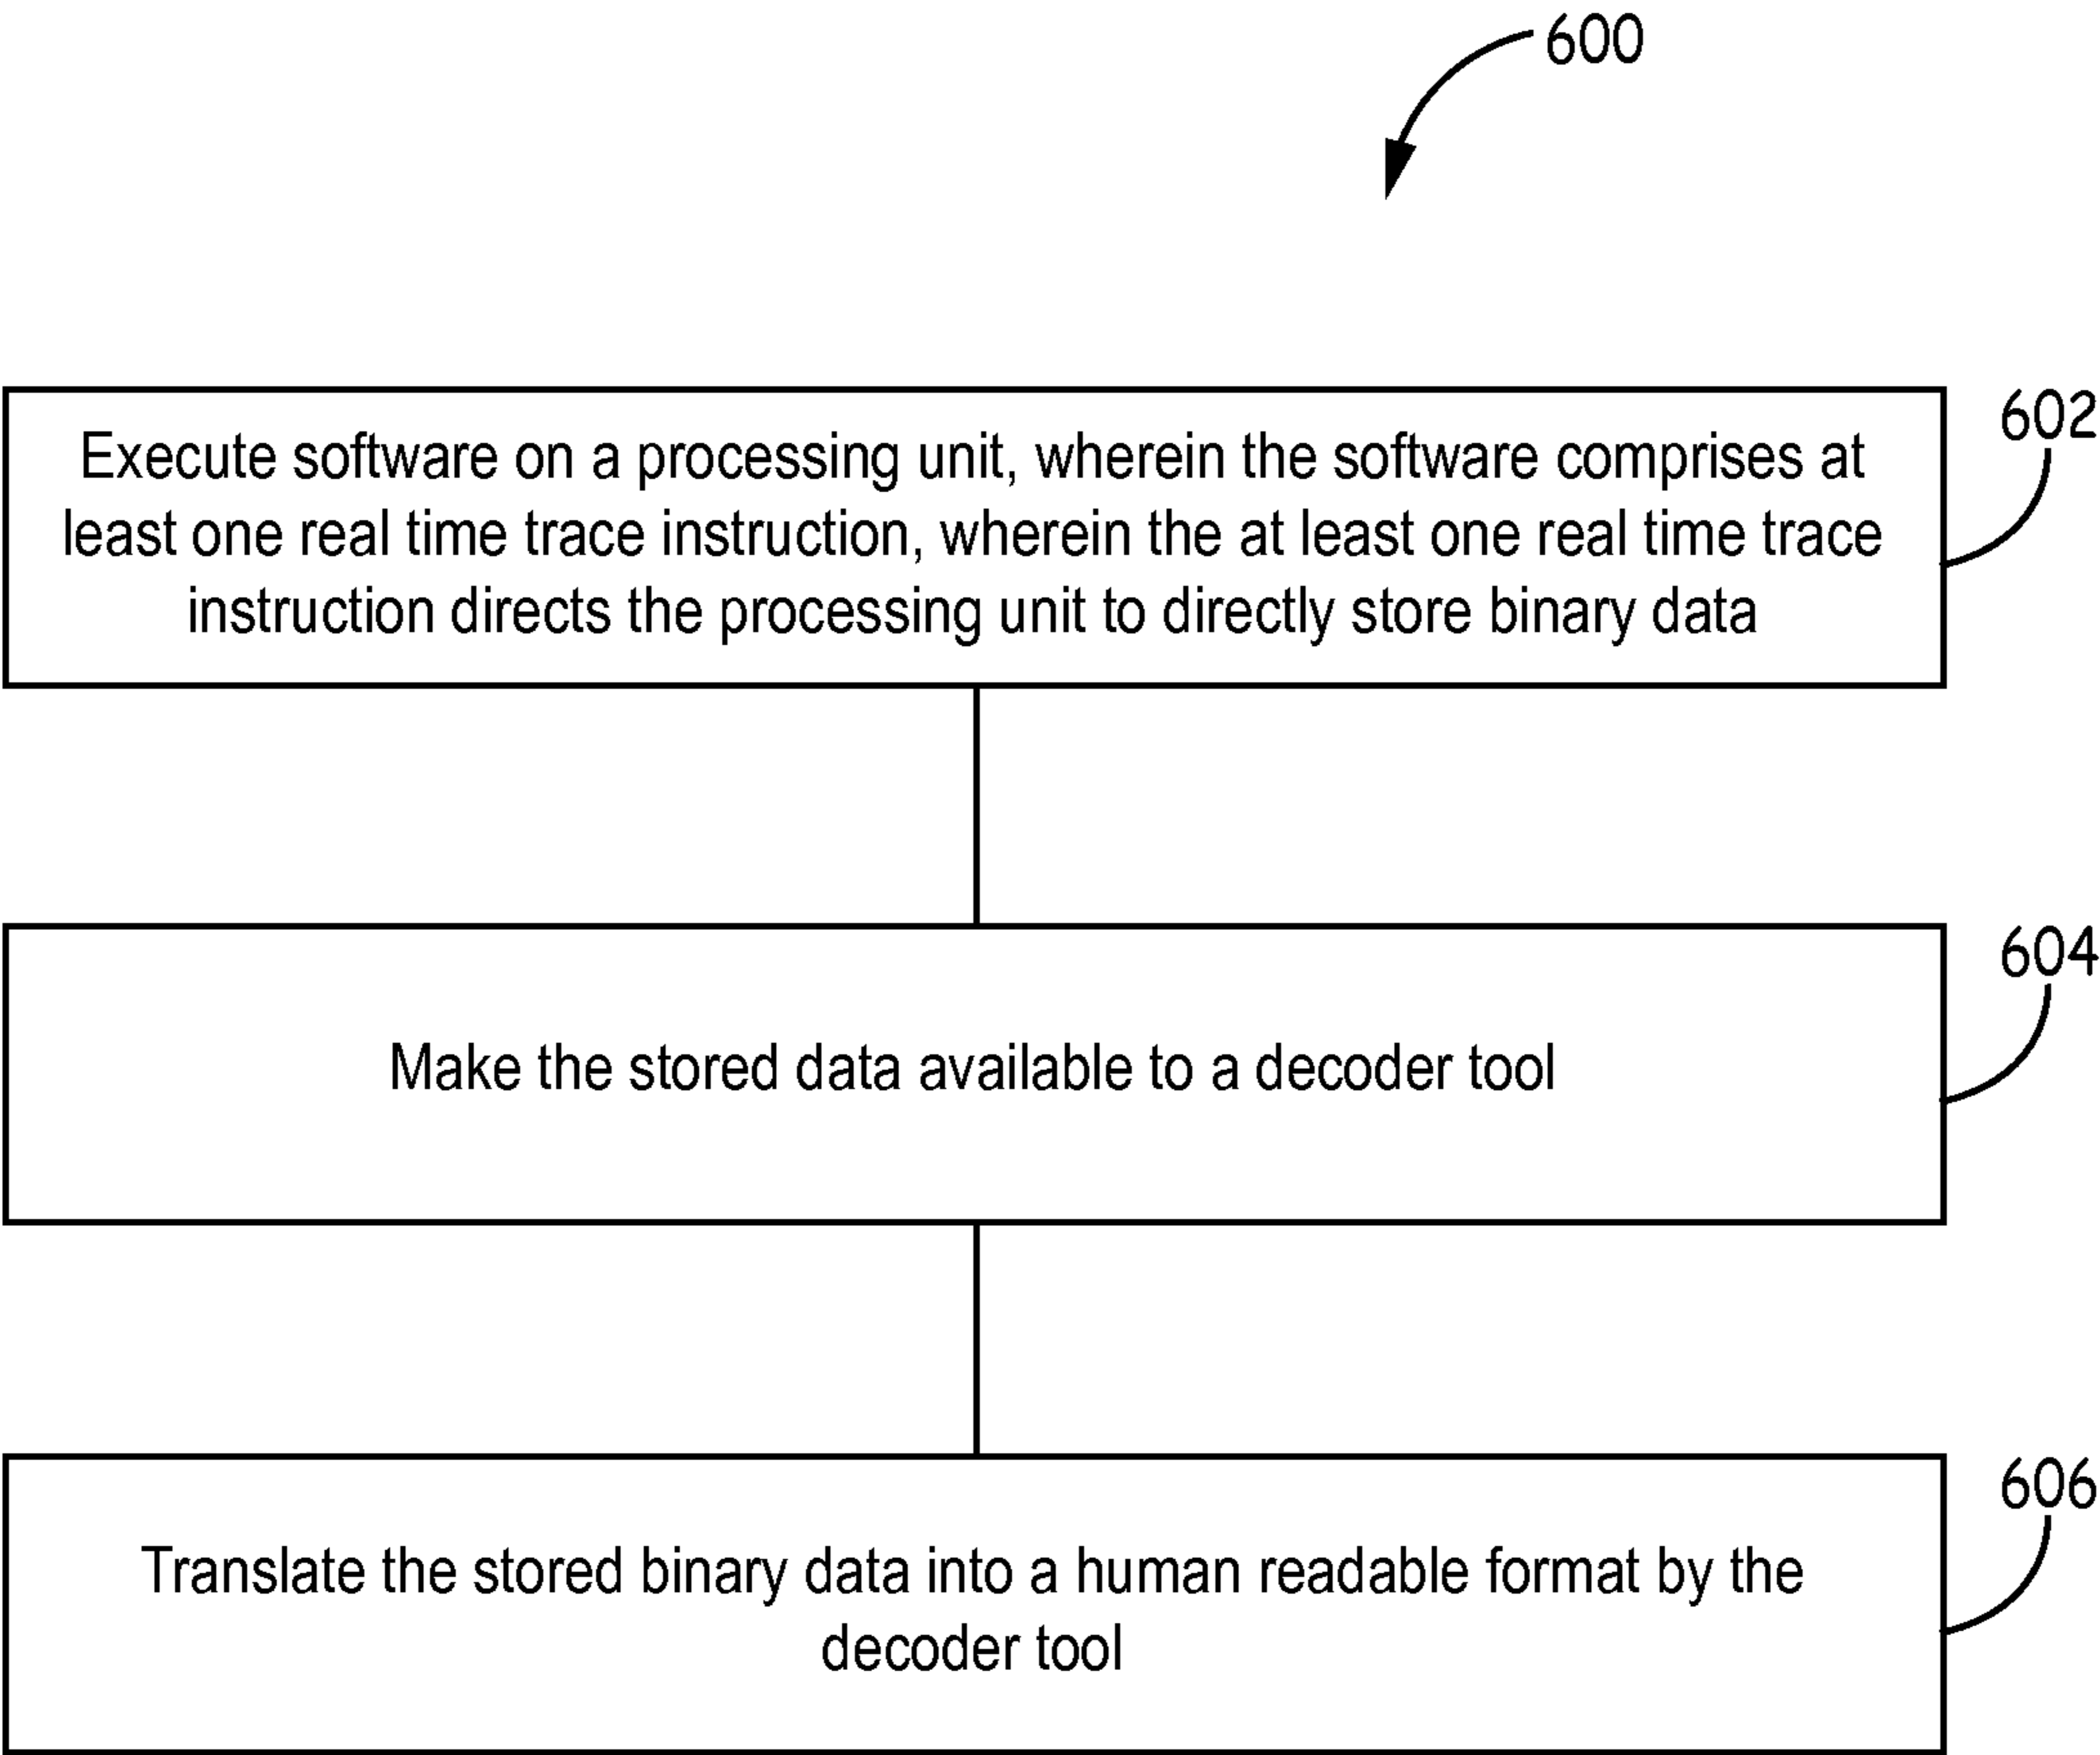 600
602
Execute software on a processing unit, wherein the software comprises at
least one real time trace instruction, wherein the at least one real time trace
instruction directs the processing unit to directly store binary data
604
Make the stored data available to a decoder tool
606
Translate the stored binary data into a human readable format by the
decoder tool